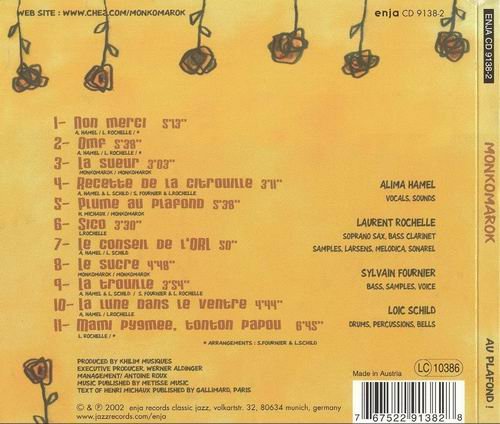 WEB SITE : WWW.CHEZ.COM/MONKOMAROK
enja CD 9138-2
ENJA CD 9138-2
MONKOMAROK
AU PLAFOND !
1- Non merci 5'13"
A. HAMEL / L. ROCHELLE / *
2- Omf 5'38"
A. HAMEL / L. ROCHELLE / *
3- La sueur 3'03"
MONKOMAROK / MONKOMAROK
4- Recette de la citrouille 3'11"
A. HAMEL & L. SCHILD / S. FOURNIER & L.ROCHELLE
5- Plume au plafond 5'38"
H. MICHAUX / MONKOMAROK
6- Sico 3'30"
L.ROCHELLE
7- Le conseil de l'ORL 50"
A. HAMEL / L. SCHILD
8- Le sucre 4'48"
MONKOMAROK / MONKOMAROK
9- La trouille 3'54"
A. HAMEL & L. SCHILD / S. FOURNIER & L. ROCHELLE
10- La lune dans le ventre 4'44"
A. HAMEL / L.ROCHELLE
11- Mami pygmee, tonton papou 6'45"
L. ROCHELLE / *
* ARRANGEMENTS : S.FOURNIER & L.SCHILD
ALIMA HAMEL
VOCALS, SOUNDS
LAURENT ROCHELLE
SOPRANO SAX, BASS CLARINET
SAMPLES, LARSENS, MELODICA, SONAREL
SYLVAIN FOURNIER
BASS, SAMPLES, VOICE
LOIC SCHILD
DRUMS, PERCUSSIONS, BELLS
PRODUCED BY KHILIM MUSIQUES
EXECUTIVE PRODUCER, WERNER ALDINGER
MANAGEMENT/ ANTOINE ROUX
MUSIC PUBLISHED BY METISSE MUSIC
TEXT OF HENRI MICHAUX PUBLISHED BY GALLIMARD, PARIS
© & ℗ 2002 enja records classic jazz, volkartstr. 32, 80634 munich, germany
www.jazzrecords.com/enja
Made in Austria
LC 10386
7 67522 91382 8